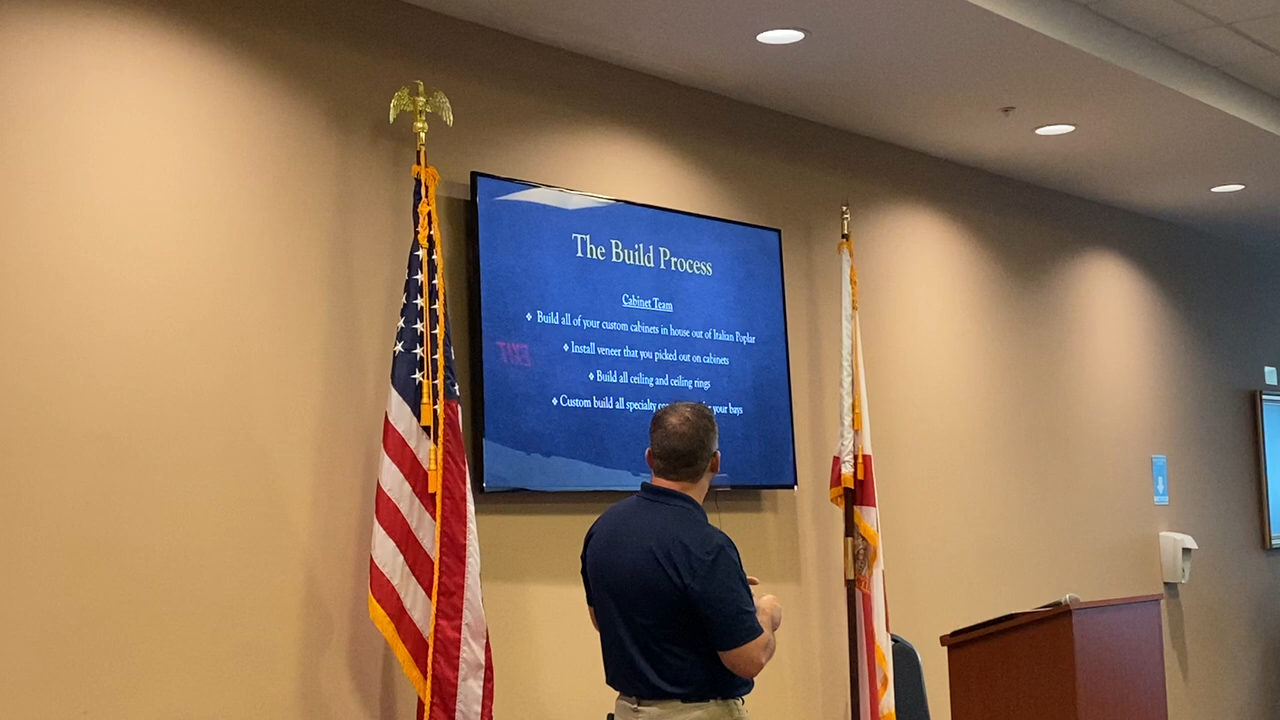 The Build Process
Cabinet Team
❖ Build all of your custom cabinets in house out of Italian Poplar
❖ Install veneer that you picked out on cabinets
EXIT
❖ Build all ceiling and ceiling rings
❖ Custom build all specialty your bays